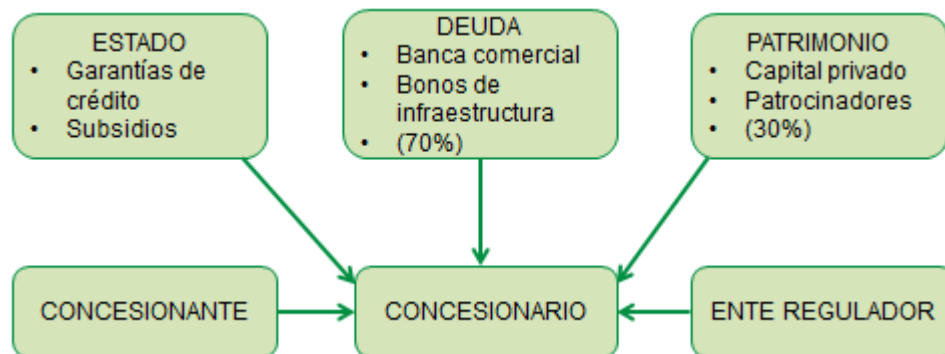 ESTADO
• Garantías de
crédito
• Subsidios
DEUDA
• Banca comercial
• Bonos de
infraestructura
• (70%)
PATRIMONIO
• Capital privado
• Patrocinadores
• (30%)
CONCESIONANTE
CONCESIONARIO
ENTE REGULADOR